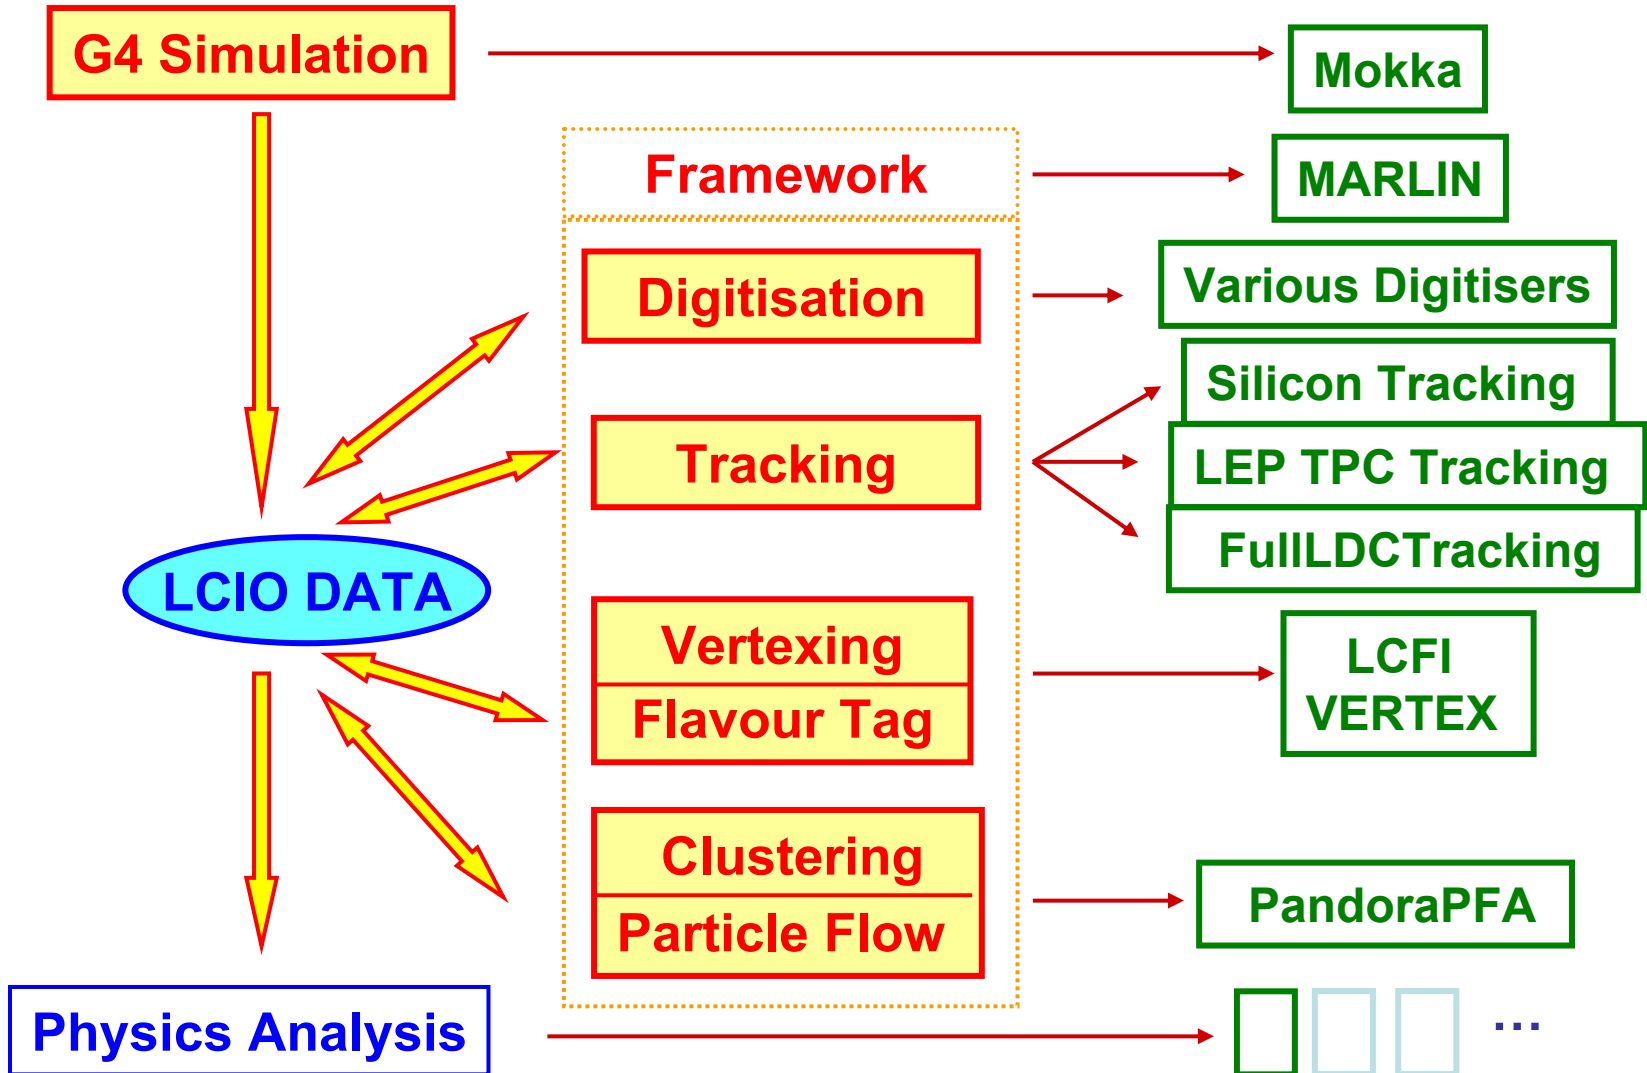 G4 Simulation
Mokka
Framework
MARLIN
Digitisation
Various Digitisers
Tracking
Silicon Tracking
LEP TPC Tracking
FullLDCTracking
LCIO DATA
Vertexing
Flavour Tag
LCFI
VERTEX
Clustering
Particle Flow
PandoraPFA
Physics Analysis
...